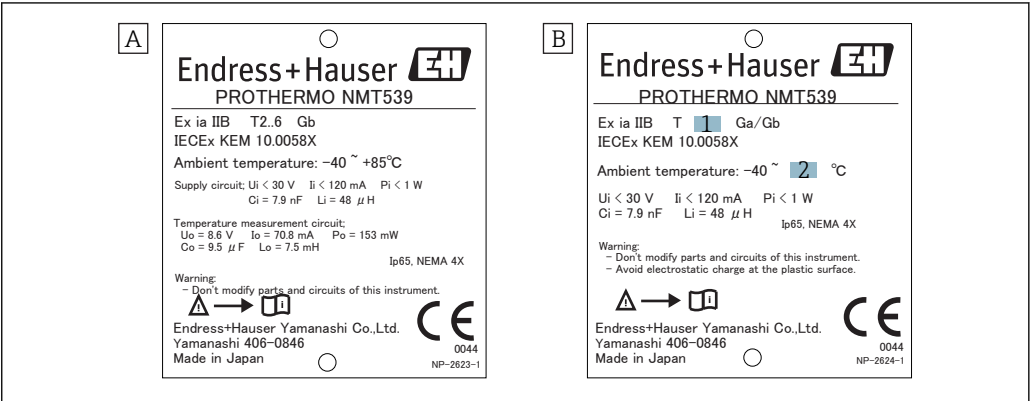 A
Endress+Hauser EH
PROTHERMO NMT539
Ex ia IIB T2..6 Gb
IECEx KEM 10.0058X
Ambient temperature: −40 ~ +85℃
Supply circuit; Ui < 30 V Ii < 120 mA Pi < 1 W
Ci = 7.9 nF Li = 48 μH
Temperature measurement circuit;
Uo = 8.6 V Io = 70.8 mA Po = 153 mW
Co = 9.5 μF Lo = 7.5 mH
Ip65, NEMA 4X
Warning:
− Don't modify parts and circuits of this instrument.
i
CE
Endress+Hauser Yamanashi Co.,Ltd.
Yamanashi 406−0846
0044
Made in Japan
NP−2623−1
B
Endress+Hauser EH
PROTHERMO NMT539
Ex ia IIB T 1 Ga/Gb
IECEx KEM 10.0058X
Ambient temperature: −40 ~ 2 ℃
Ui < 30 V Ii < 120 mA Pi < 1 W
Ci = 7.9 nF Li = 48 μH
Ip65, NEMA 4X
Warning:
− Don't modify parts and circuits of this instrument.
− Avoid electrostatic charge at the plastic surface.
i
CE
Endress+Hauser Yamanashi Co.,Ltd.
Yamanashi 406−0846
0044
Made in Japan
NP−2624−1